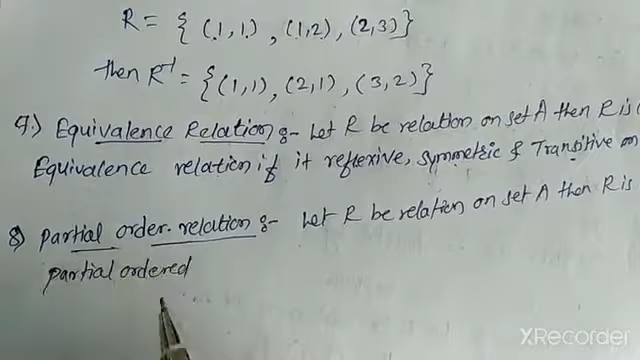 R = { (1,1), (1,2), (2,3)}
then R⁻¹ = {(1,1), (2,1), (3,2)}
7.) Equivalence Relation :- Let R be relation on set A then R is
Equivalence relation if it reflexive, symmetric & Transitive on
8) Partial order relation :- Let R be relation on set A then R is
partial ordered
XRecorder